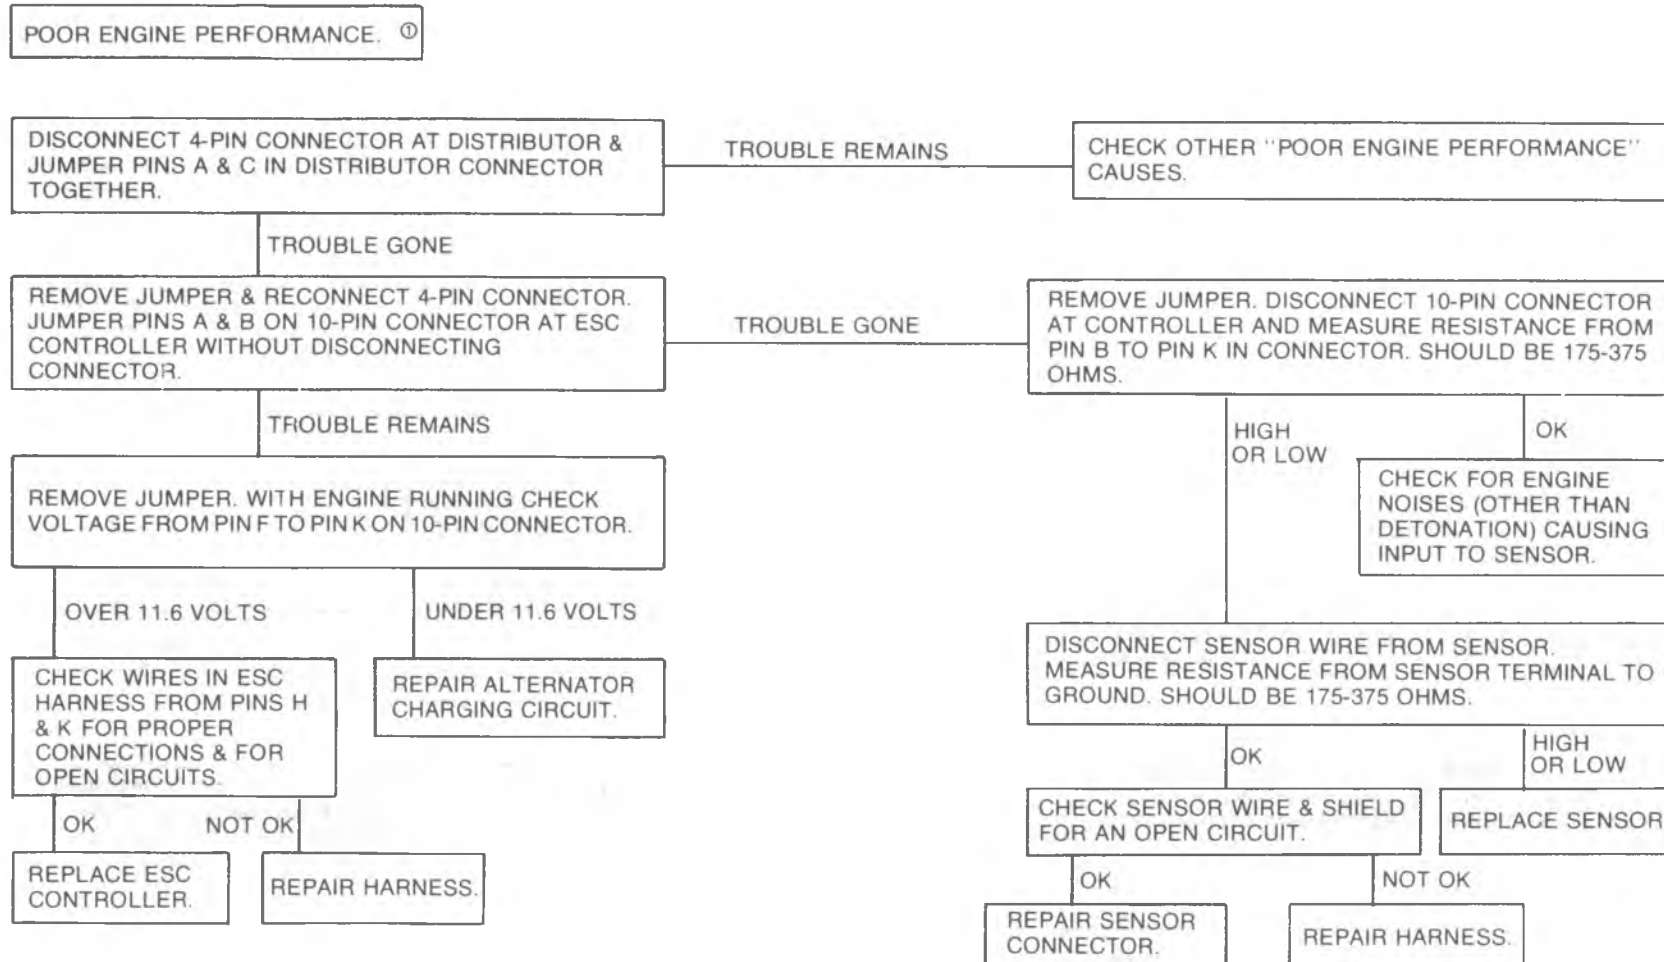 POOR ENGINE PERFORMANCE. ①
DISCONNECT 4-PIN CONNECTOR AT DISTRIBUTOR &
JUMPER PINS A & C IN DISTRIBUTOR CONNECTOR
TOGETHER.
TROUBLE REMAINS
CHECK OTHER "POOR ENGINE PERFORMANCE"
CAUSES.
TROUBLE GONE
REMOVE JUMPER & RECONNECT 4-PIN CONNECTOR.
JUMPER PINS A & B ON 10-PIN CONNECTOR AT ESC
CONTROLLER WITHOUT DISCONNECTING
CONNECTOR.
TROUBLE GONE
REMOVE JUMPER. DISCONNECT 10-PIN CONNECTOR
AT CONTROLLER AND MEASURE RESISTANCE FROM
PIN B TO PIN K IN CONNECTOR. SHOULD BE 175-375
OHMS.
TROUBLE REMAINS
HIGH
OR LOW
OK
REMOVE JUMPER. WITH ENGINE RUNNING CHECK
VOLTAGE FROM PIN F TO PIN K ON 10-PIN CONNECTOR.
CHECK FOR ENGINE
NOISES (OTHER THAN
DETONATION) CAUSING
INPUT TO SENSOR.
OVER 11.6 VOLTS
UNDER 11.6 VOLTS
CHECK WIRES IN ESC
HARNESS FROM PINS H
& K FOR PROPER
CONNECTIONS & FOR
OPEN CIRCUITS.
REPAIR ALTERNATOR
CHARGING CIRCUIT.
DISCONNECT SENSOR WIRE FROM SENSOR.
MEASURE RESISTANCE FROM SENSOR TERMINAL TO
GROUND. SHOULD BE 175-375 OHMS.
OK
HIGH
OR LOW
CHECK SENSOR WIRE & SHIELD
FOR AN OPEN CIRCUIT.
REPLACE SENSOR
OK
NOT OK
REPLACE ESC
CONTROLLER.
REPAIR HARNESS.
OK
NOT OK
REPAIR SENSOR
CONNECTOR.
REPAIR HARNESS.